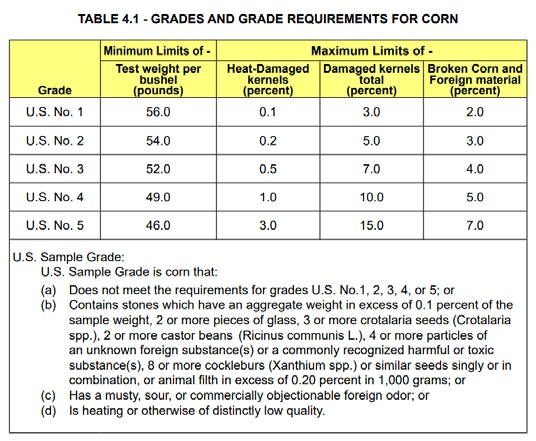 TABLE 4.1 - GRADES AND GRADE REQUIREMENTS FOR CORN
Minimum Limits of - Maximum Limits of -
Grade Test weight per bushel (pounds) Heat-Damaged kernels (percent) Damaged kernels total (percent) Broken Corn and Foreign material (percent)
U.S. No. 1 56.0 0.1 3.0 2.0
U.S. No. 2 54.0 0.2 5.0 3.0
U.S. No. 3 52.0 0.5 7.0 4.0
U.S. No. 4 49.0 1.0 10.0 5.0
U.S. No. 5 46.0 3.0 15.0 7.0
U.S. Sample Grade:
U.S. Sample Grade is corn that:
(a) Does not meet the requirements for grades U.S. No.1, 2, 3, 4, or 5; or
(b) Contains stones which have an aggregate weight in excess of 0.1 percent of the
sample weight, 2 or more pieces of glass, 3 or more crotalaria seeds (Crotalaria
spp.), 2 or more castor beans (Ricinus communis L.), 4 or more particles of
an unknown foreign substance(s) or a commonly recognized harmful or toxic
substance(s), 8 or more cockleburs (Xanthium spp.) or similar seeds singly or in
combination, or animal filth in excess of 0.20 percent in 1,000 grams; or
(c) Has a musty, sour, or commercially objectionable foreign odor; or
(d) Is heating or otherwise of distinctly low quality.